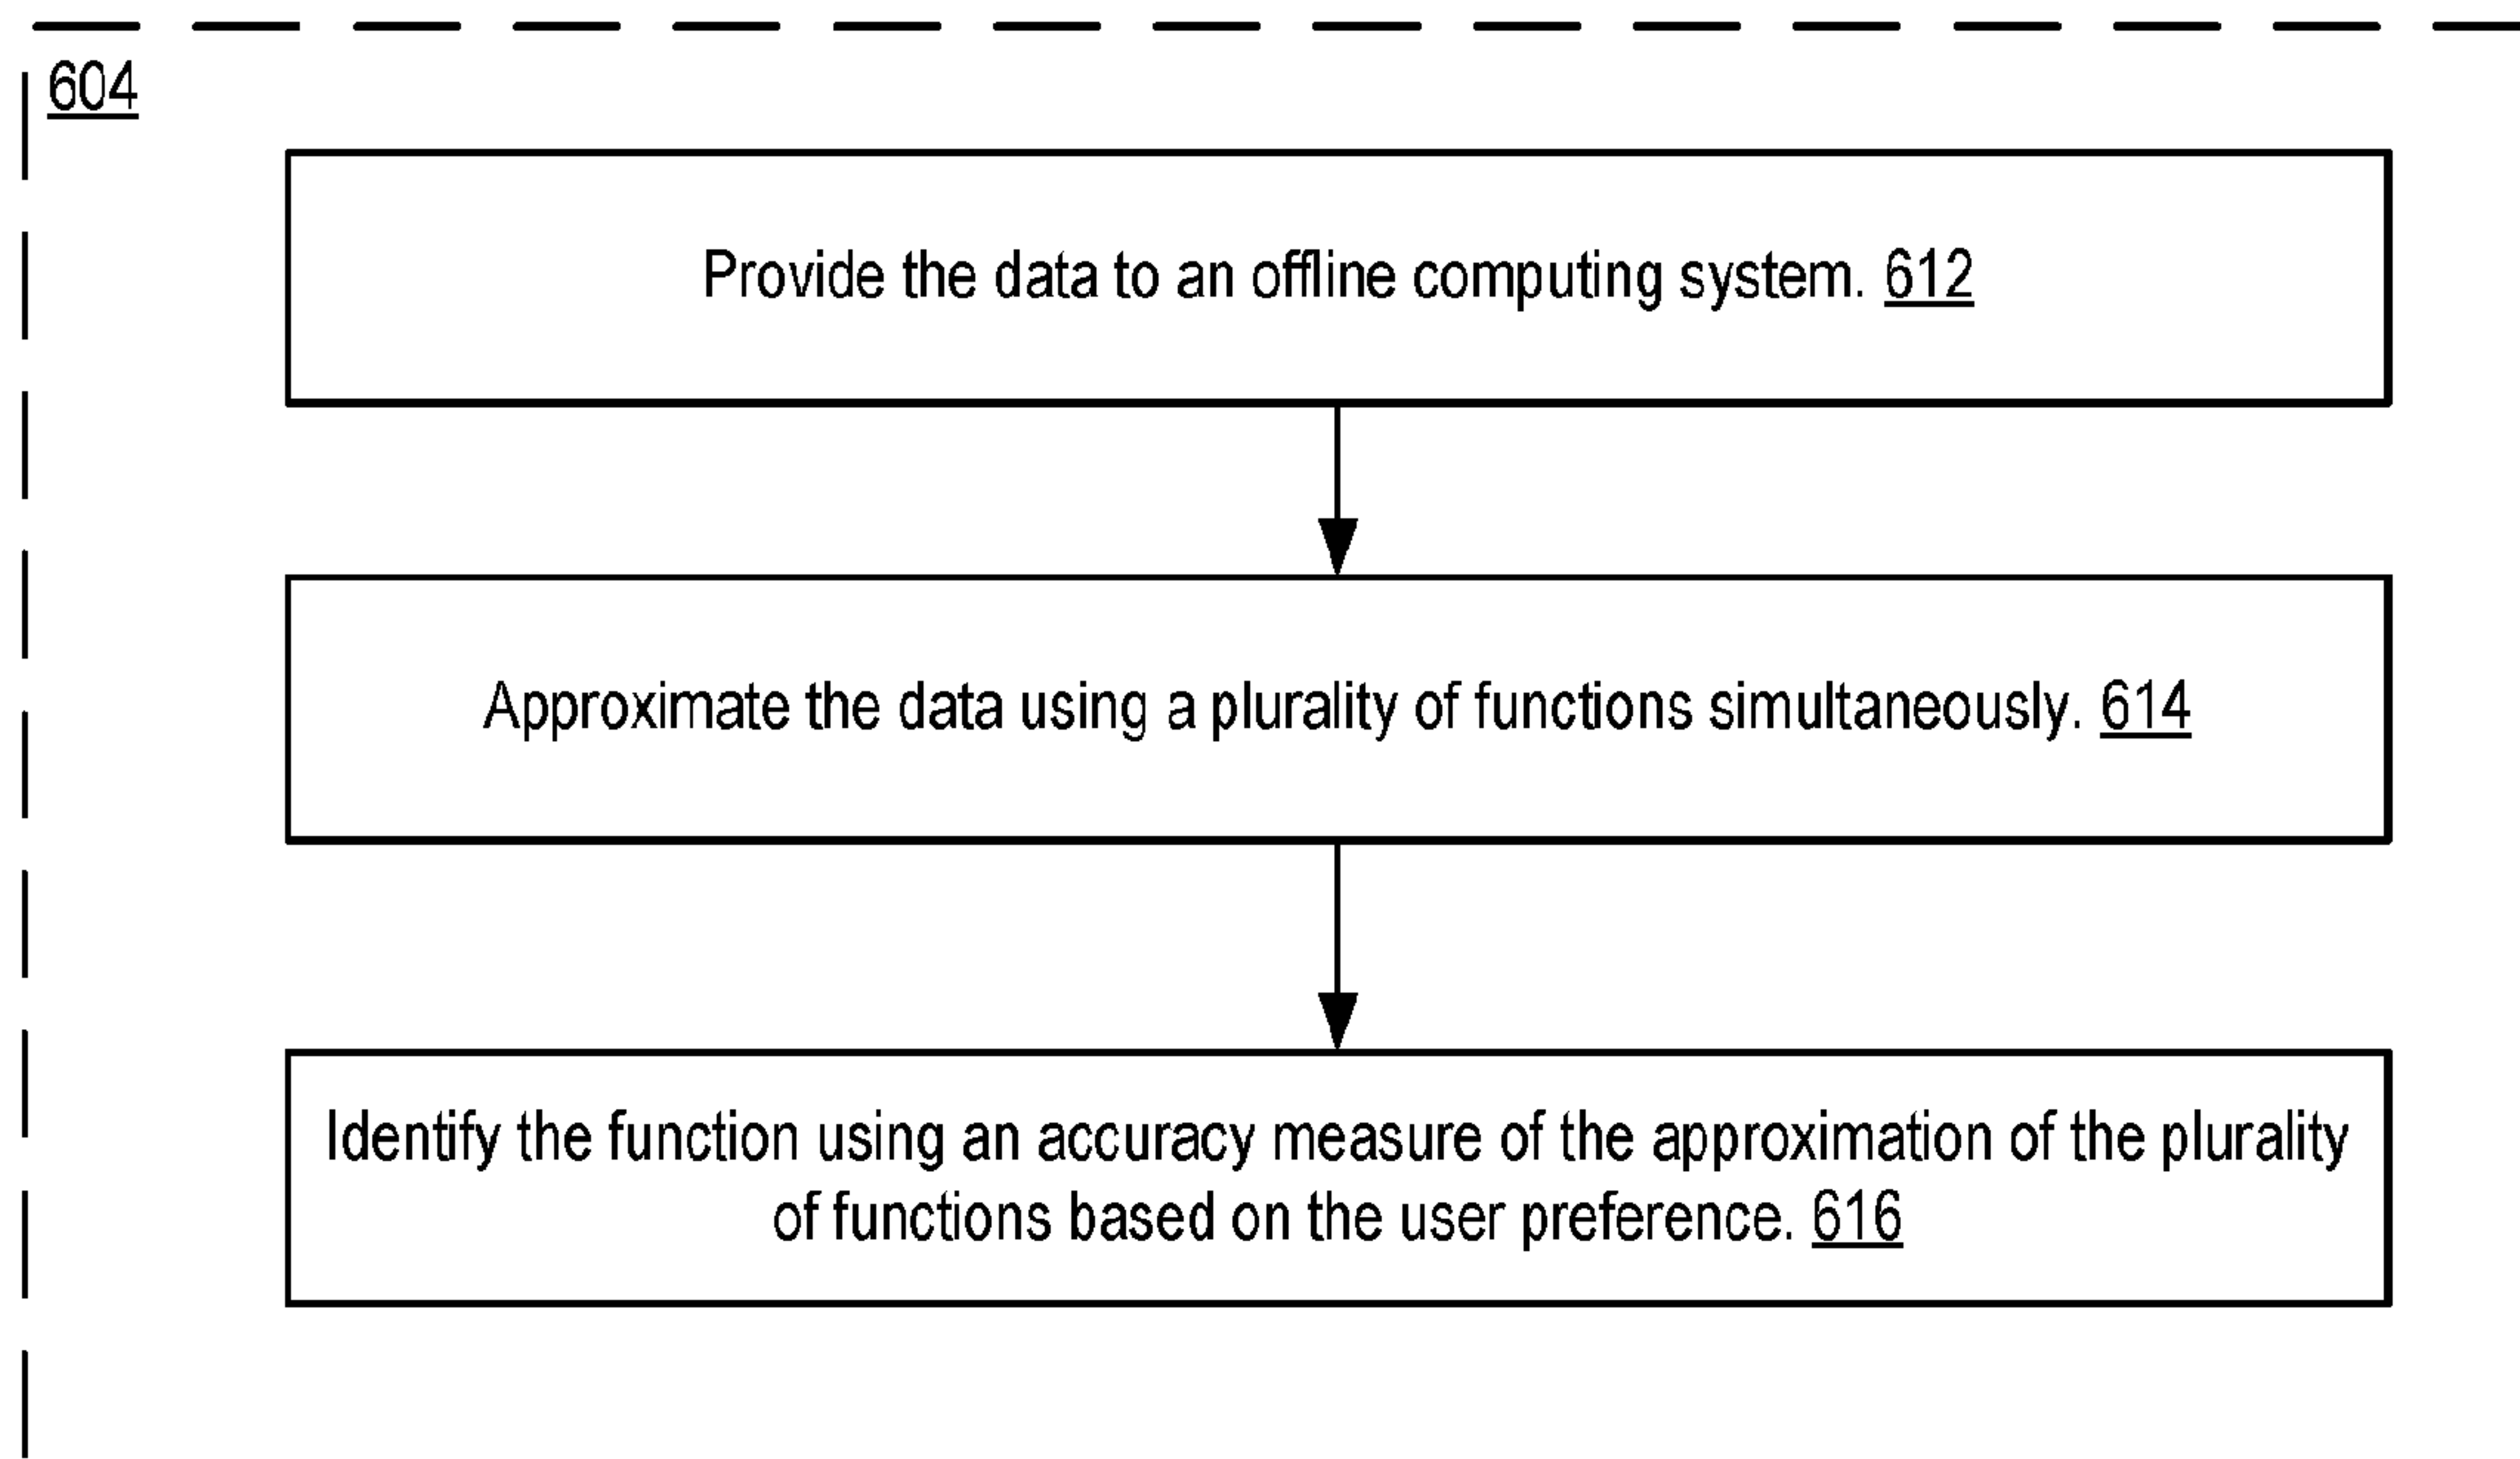 604
Provide the data to an offline computing system. 612
Approximate the data using a plurality of functions simultaneously. 614
Identify the function using an accuracy measure of the approximation of the plurality
of functions based on the user preference. 616